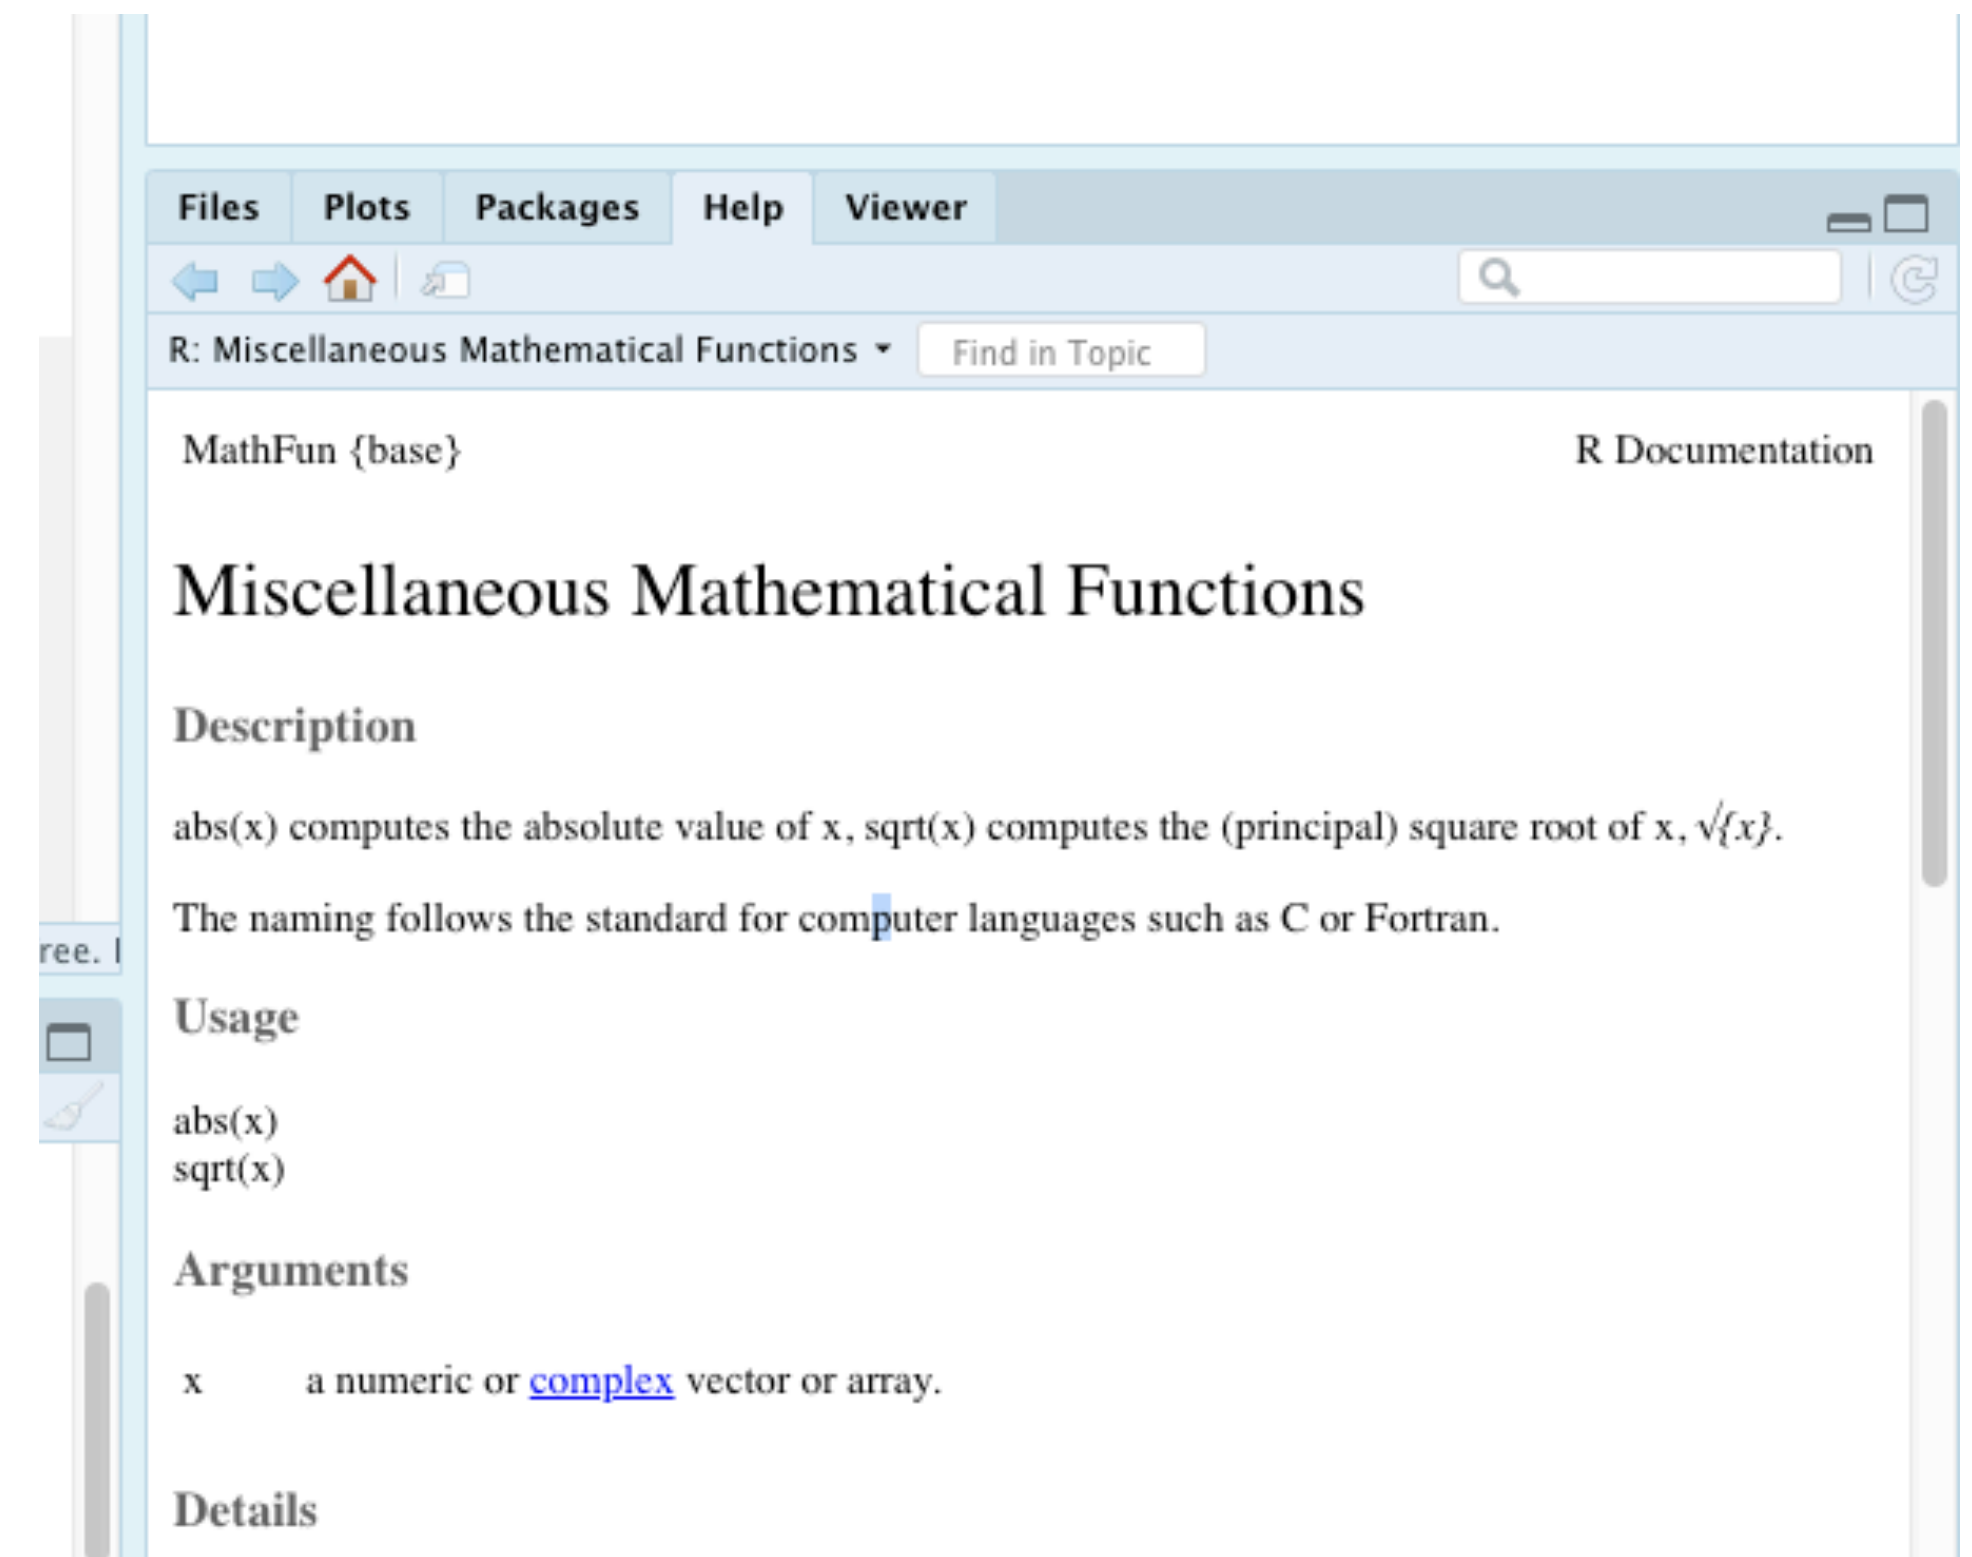 Files Plots Packages Help Viewer
R: Miscellaneous Mathematical Functions Find in Topic
MathFun {base} R Documentation
Miscellaneous Mathematical Functions
Description
abs(x) computes the absolute value of x, sqrt(x) computes the (principal) square root of x, √{x}.
The naming follows the standard for computer languages such as C or Fortran.
ree.
Usage
abs(x)
sqrt(x)
Arguments
x a numeric or complex vector or array.
Details